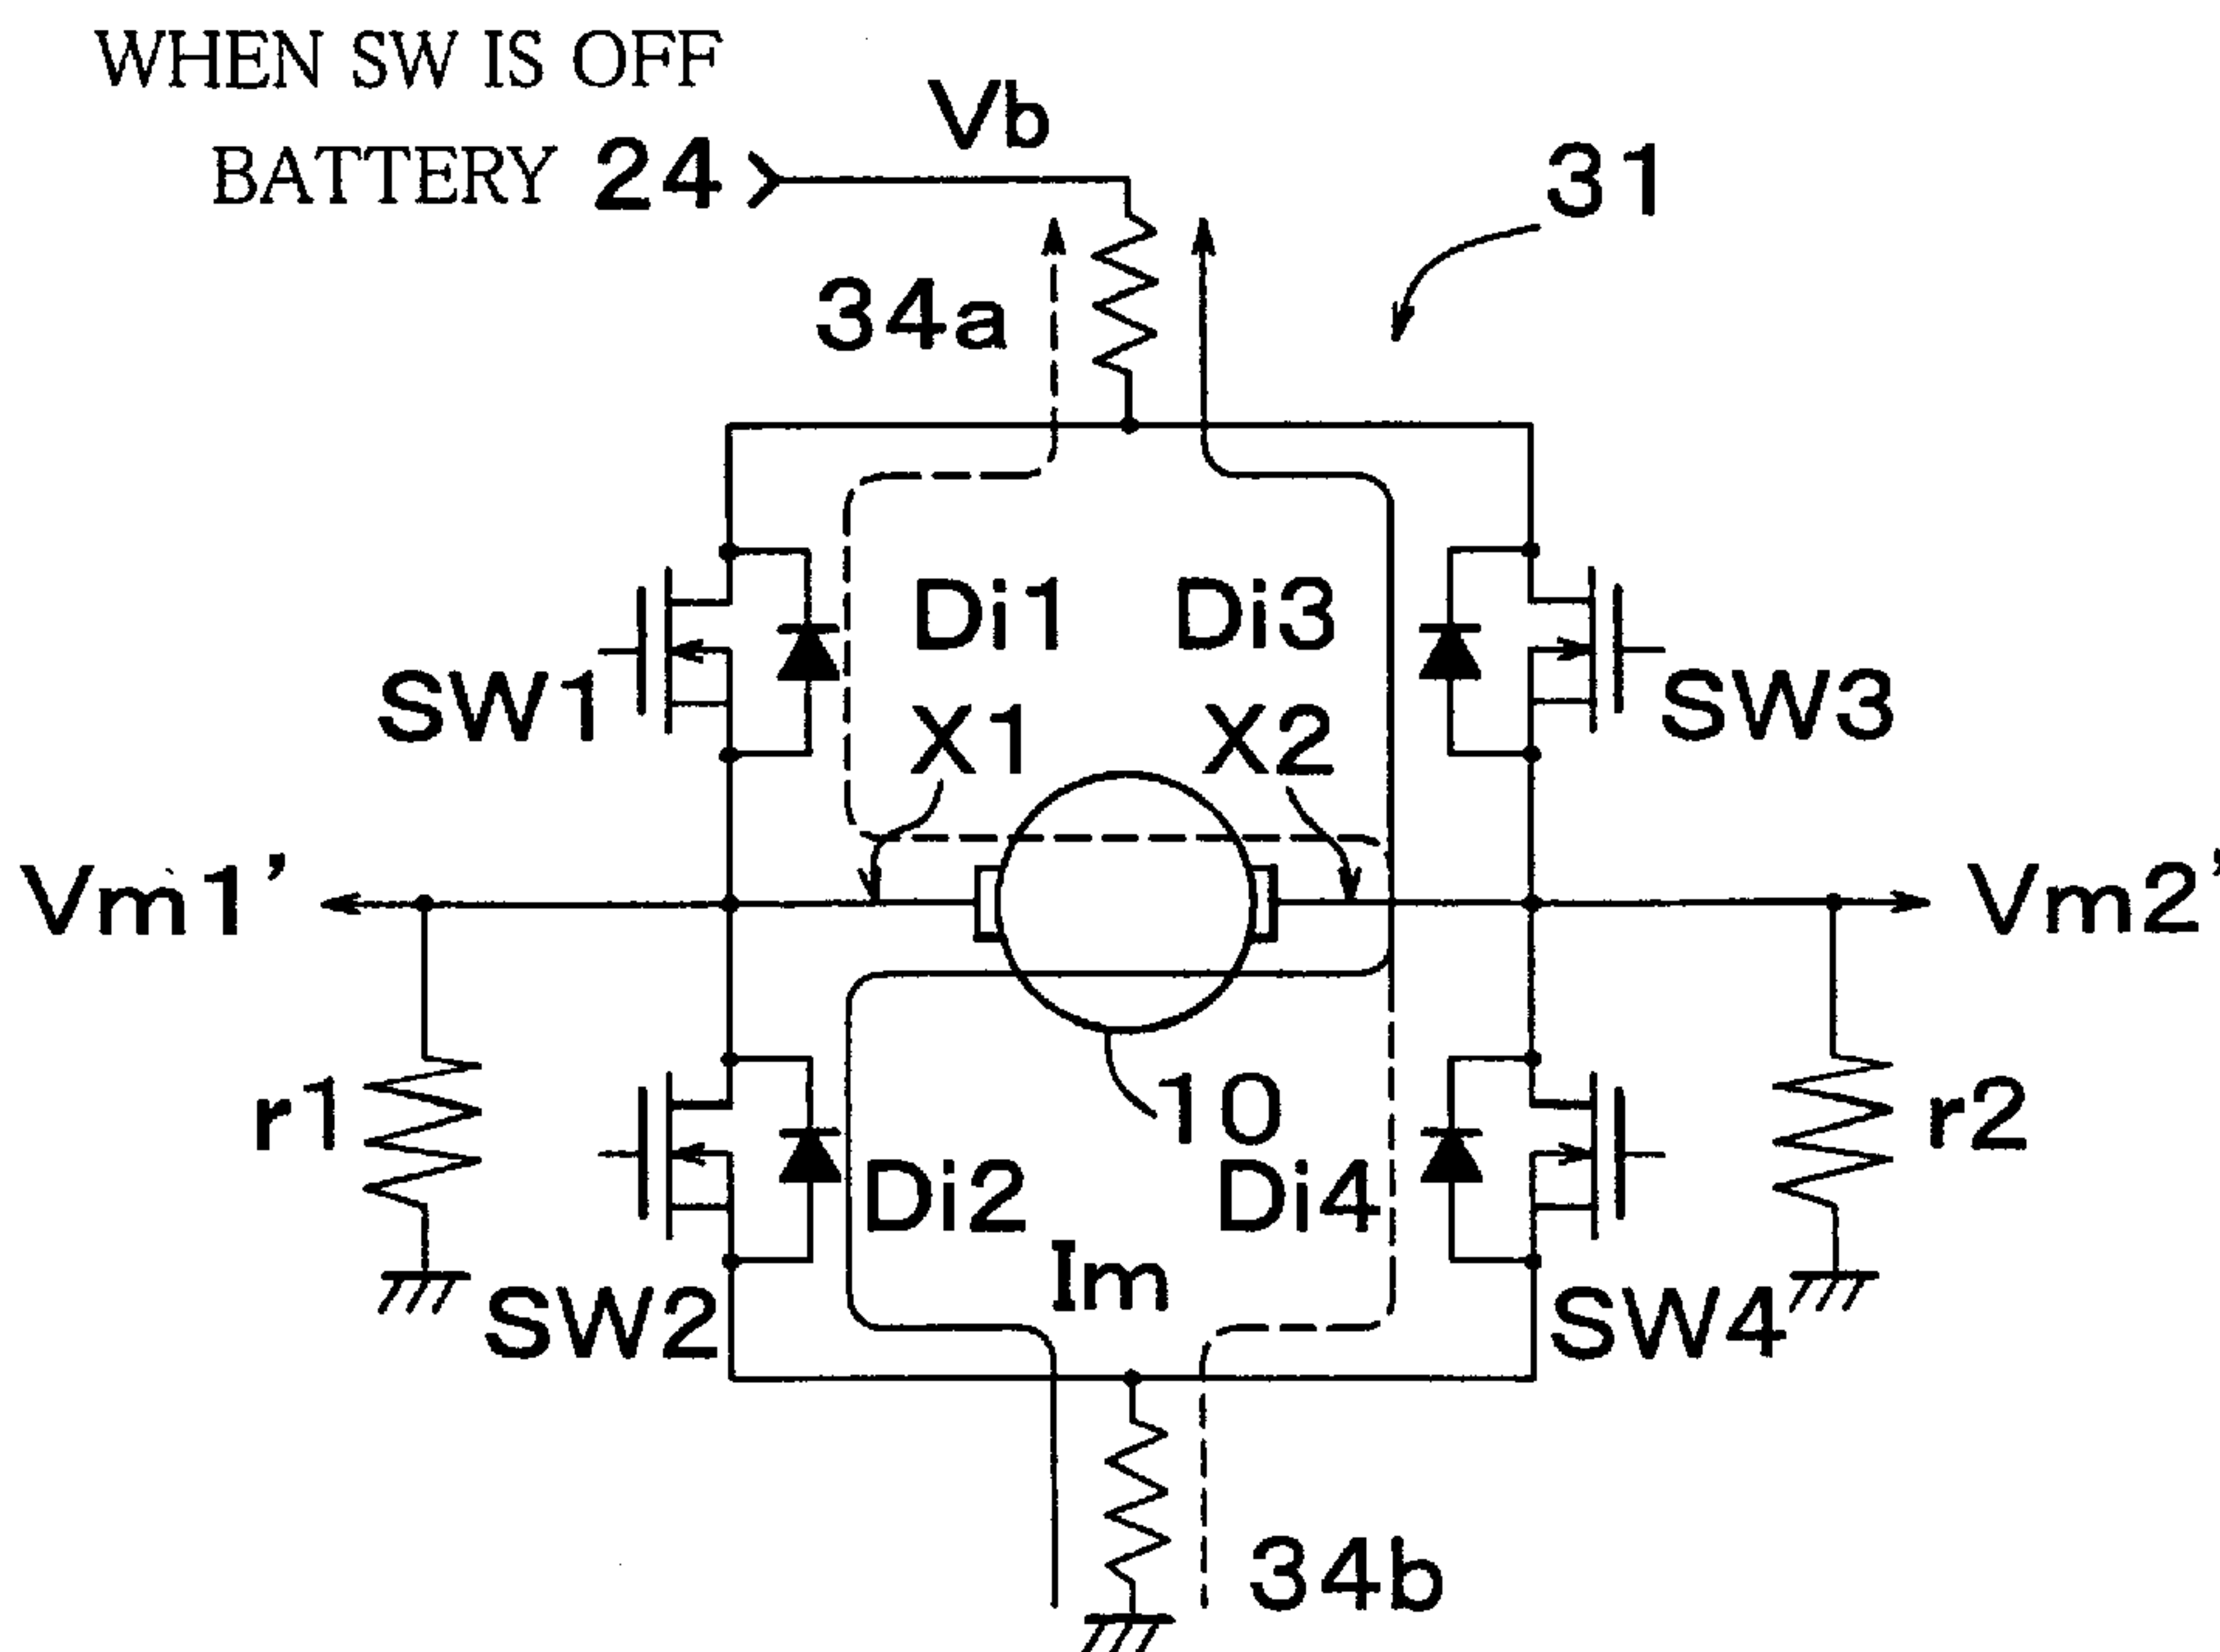 WHEN SW IS OFF
Vb
BATTERY 24
31
34a
Di1
Di3
SW1
SW3
X1
X2
Vm1'
Vm2'
r1
10
r2
Di2
Di4
Im
SW2
SW4
34b